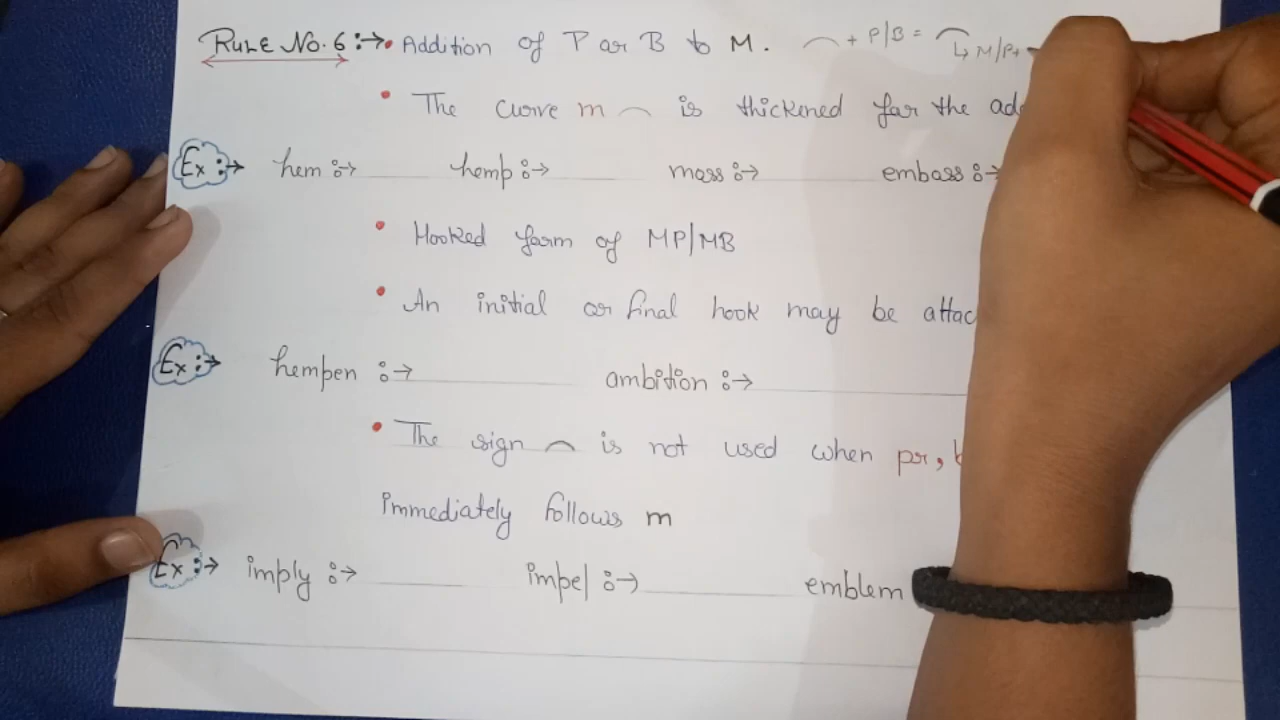 RULE No. 6 :→ • Addition of P or B to M. ⌒ + P/B = ⌒ ↳ M/P+
• The curve m ⌒ is thickened for the
Ex :→ hem :→ hemp :→ mass :→ embass :→
• Hooked form of MP/MB
• An initial or final hook may be
Ex :→ hempen :→ ambition :→
• The sign ⌒ is not used when pr,
immediately follows m
Ex :→ imply :→ impel :→ emblem